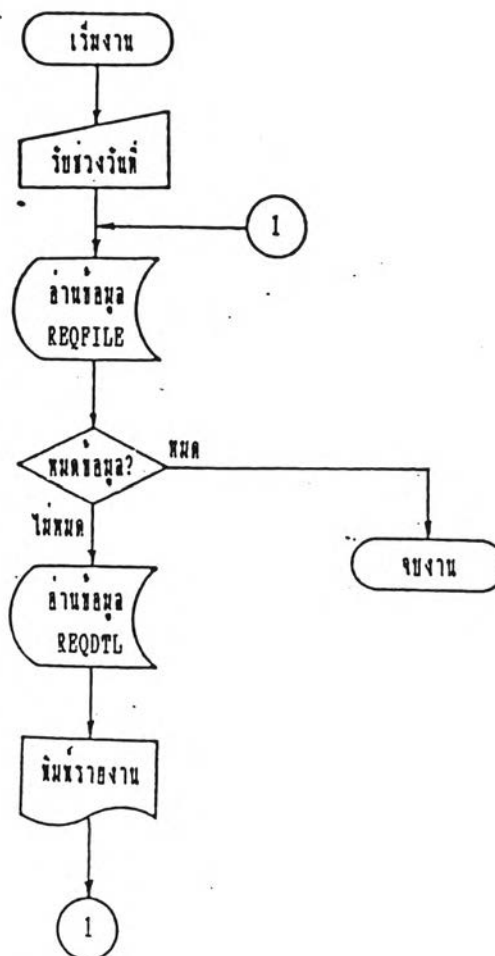 เริ่มงาน
รับช่วงวันที่
1
อ่านข้อมูล
REQFILE
หมดข้อมูล?
หมด
ไม่หมด
จบงาน
อ่านข้อมูล
REQDTL
พิมพ์รายงาน
1